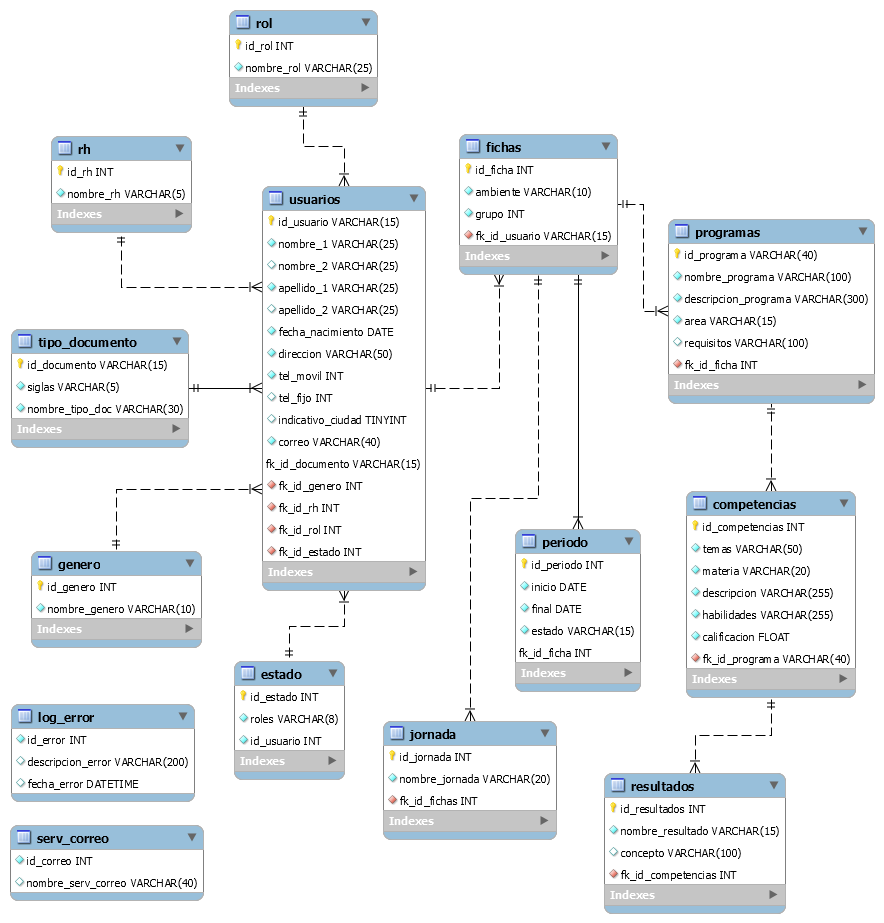 rol
id_rol INT
nombre_rol VARCHAR(25)
Indexes
rh
id_rh INT
nombre_rh VARCHAR(5)
Indexes
usuarios
id_usuario VARCHAR(15)
nombre_1 VARCHAR(25)
nombre_2 VARCHAR(25)
apellido_1 VARCHAR(25)
apellido_2 VARCHAR(25)
fecha_nacimiento DATE
direccion VARCHAR(50)
tel_movil INT
tel_fijo INT
indicativo_ciudad TINYINT
correo VARCHAR(40)
fk_id_documento VARCHAR(15)
fk_id_genero INT
fk_id_rh INT
fk_id_rol INT
fk_id_estado INT
Indexes
fichas
id_ficha INT
ambiente VARCHAR(10)
grupo INT
fk_id_usuario VARCHAR(15)
Indexes
programas
id_programa VARCHAR(40)
nombre_programa VARCHAR(100)
descripcion_programa VARCHAR(300)
area VARCHAR(15)
requisitos VARCHAR(100)
fk_id_ficha INT
Indexes
tipo_documento
id_documento VARCHAR(15)
siglas VARCHAR(5)
nombre_tipo_doc VARCHAR(30)
Indexes
genero
id_genero INT
nombre_genero VARCHAR(10)
Indexes
periodo
id_periodo INT
inicio DATE
final DATE
estado VARCHAR(15)
fk_id_ficha INT
Indexes
competencias
id_competencias INT
temas VARCHAR(50)
materia VARCHAR(20)
descripcion VARCHAR(255)
habilidades VARCHAR(255)
calificacion FLOAT
fk_id_programa VARCHAR(40)
Indexes
estado
id_estado INT
roles VARCHAR(8)
id_usuario INT
Indexes
log_error
id_error INT
descripcion_error VARCHAR(200)
fecha_error DATETIME
jornada
id_jornada INT
nombre_jornada VARCHAR(20)
fk_id_fichas INT
Indexes
resultados
id_resultados INT
nombre_resultado VARCHAR(15)
concepto VARCHAR(100)
fk_id_competencias INT
Indexes
serv_correo
id_correo INT
nombre_serv_correo VARCHAR(40)